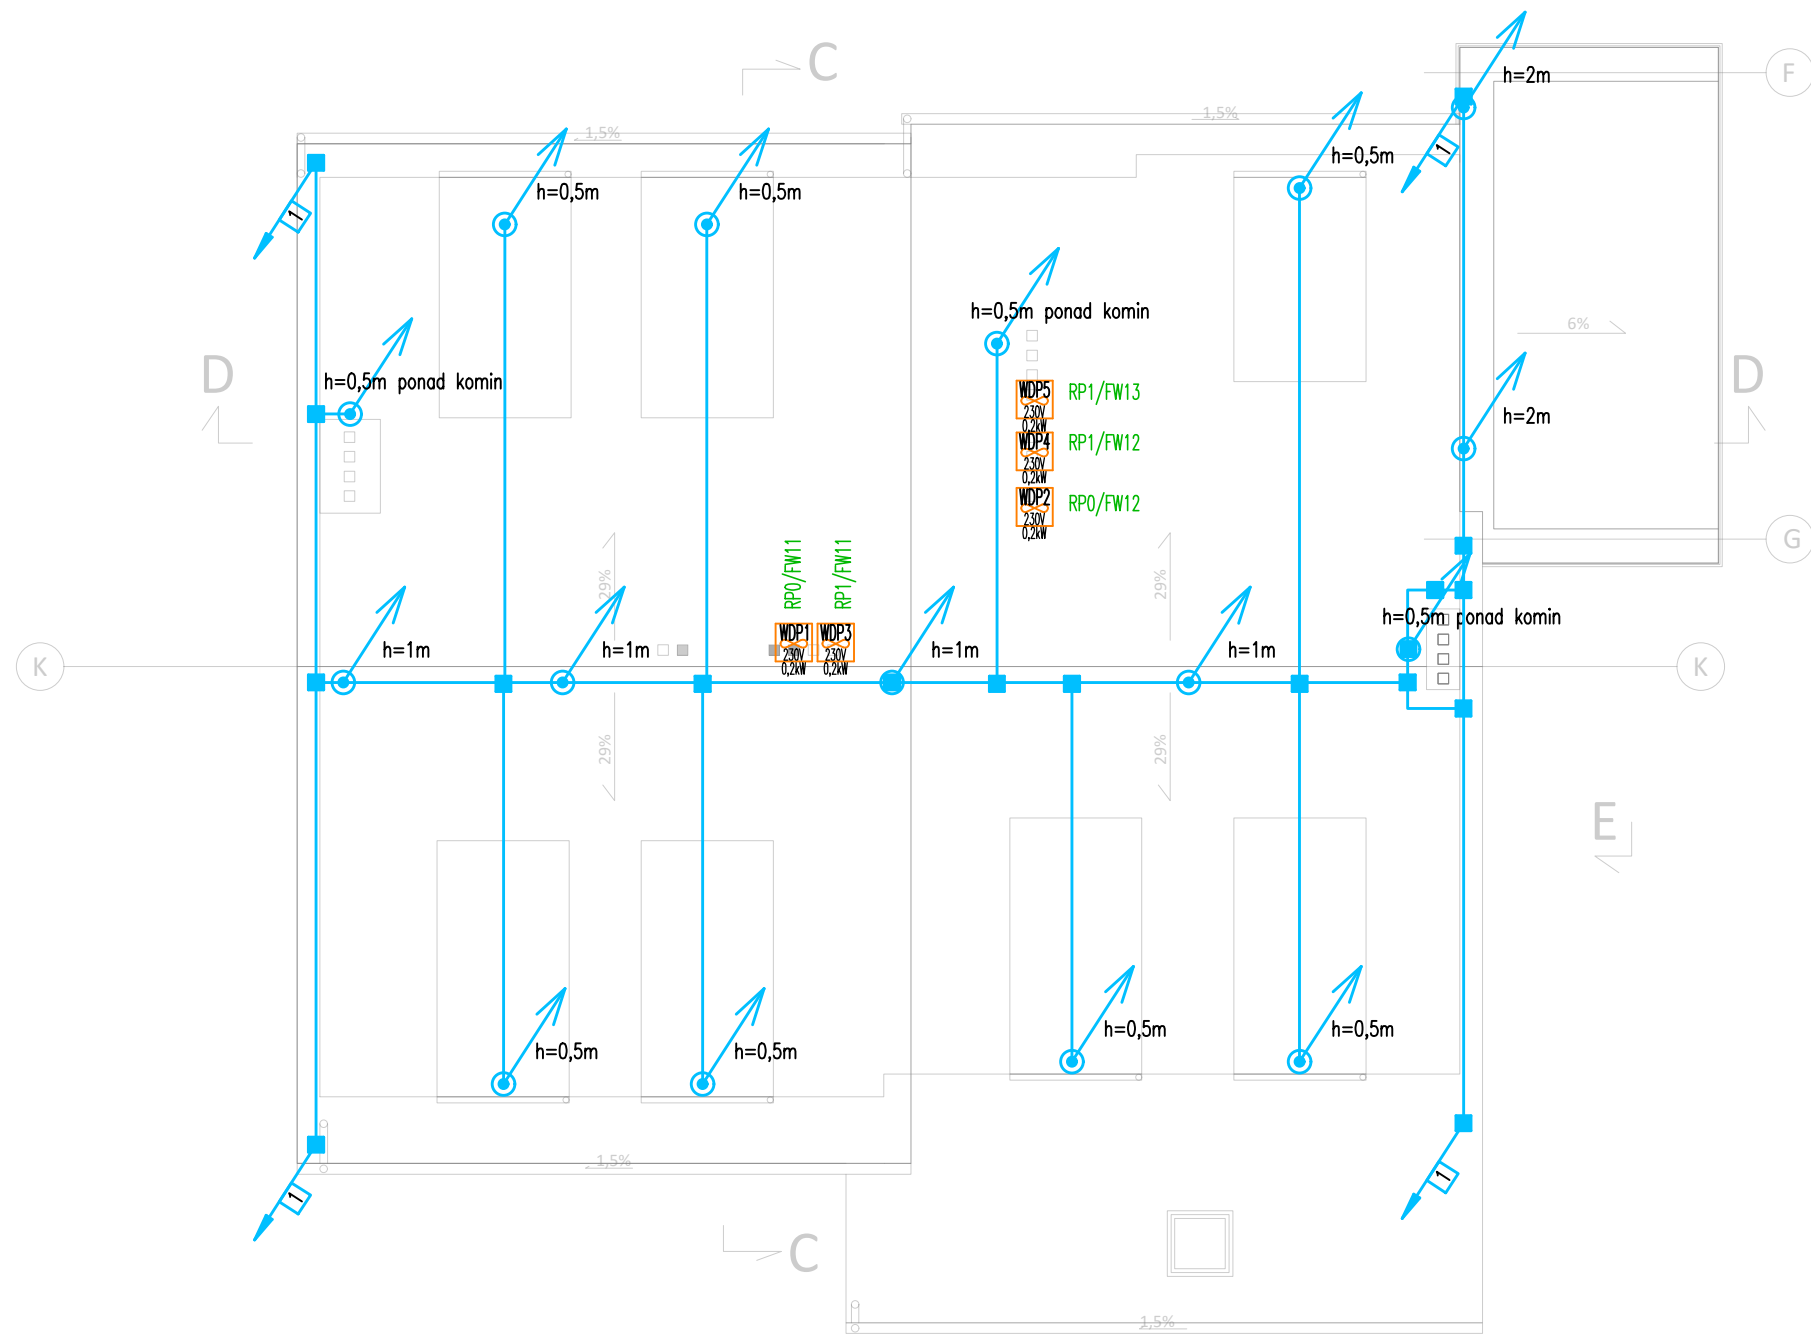 C
F
h=2m
1,5%
1,5%
1
h=0,5m
h=0,5m
h=0,5m
1
h=0,5m ponad komin
6%
D
D
h=0,5m ponad komin
WDP5
230V
0,2kW
RP1/FW13
h=2m
WDP4
230V
0,2kW
RP1/FW12
WDP2
230V
0,2kW
RP0/FW12
G
RP0/FW11
RP1/FW11
29%
29%
h=0,5m ponad komin
WDP1
230V
0,2kW
WDP3
230V
0,2kW
h=1m
h=1m
h=1m
h=1m
K
K
29%
29%
E
h=0,5m
h=0,5m
h=0,5m
h=0,5m
1,5%
1
1
C
1,5%